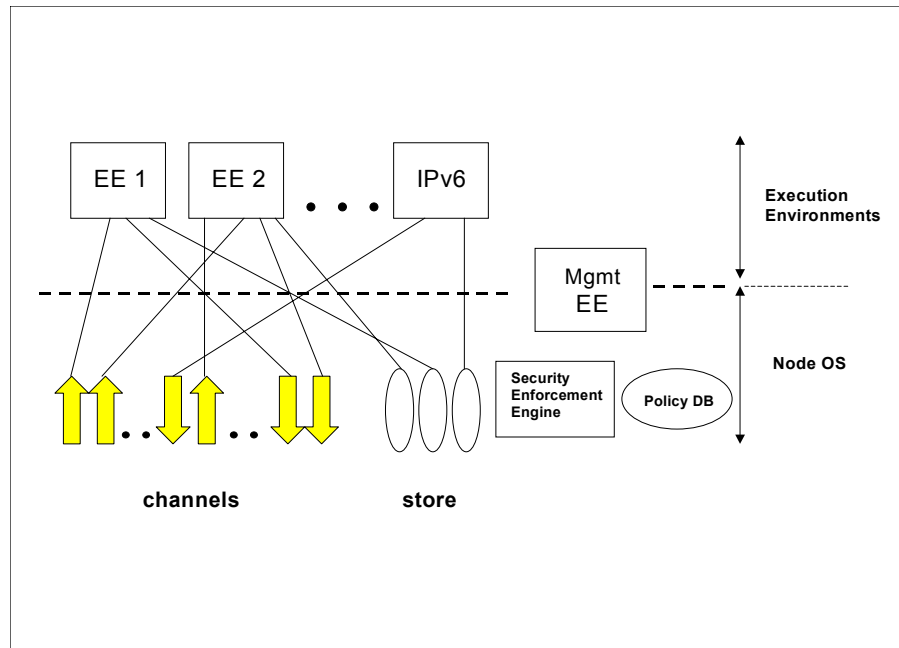 EE 1
EE 2
IPv6
Execution
Environments
Mgmt
EE
Node OS
Security
Enforcement
Engine
Policy DB
channels
store